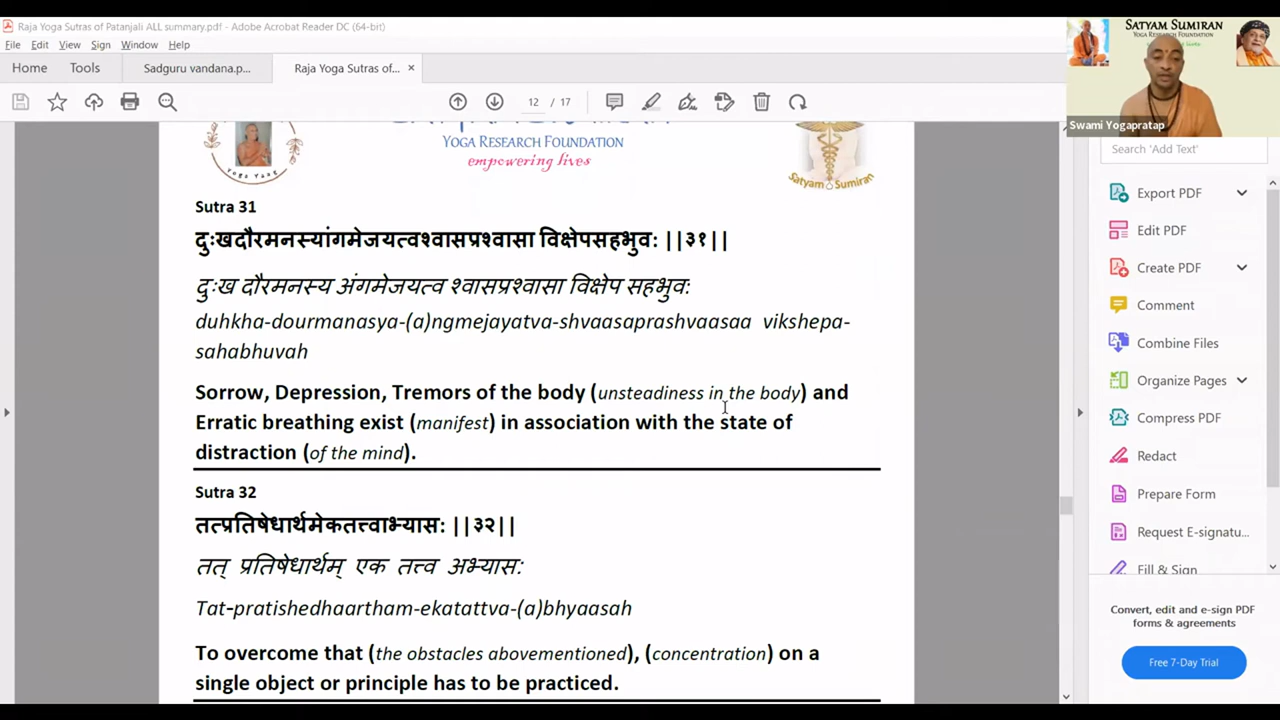 Raja Yoga Sutras of Patanjali ALL summary.pdf - Adobe Acrobat Reader DC (64-bit)
File Edit View Sign Window Help
Home Tools Sadguru vandana.p... Raja Yoga Sutras of... ×
12 / 17
SATYAM SUMIRAN
YOGA RESEARCH FOUNDATION
Swami Yogapratap
Search 'Add Text'
YOGA RESEARCH FOUNDATION
empowering lives
Satyam Sumiran
Sutra 31
दुःखदौरमनस्यांगमेजयत्वश्वासप्रश्वासा विक्षेपसहभुव: ||३१||
दुःख दौरमनस्य अंगमेजयत्व श्वासप्रश्वासा विक्षेप सहभुव:
duhkha-dourmanasya-(a)ngmejayatva-shvaasaprashvaasaa vikshepa-
sahabhuvah
Sorrow, Depression, Tremors of the body (unsteadiness in the body) and
Erratic breathing exist (manifest) in association with the state of
distraction (of the mind).
Sutra 32
तत्प्रतिषेधार्थमेकतत्त्वाभ्यास: ||३२||
तत् प्रतिषेधार्थम् एक तत्त्व अभ्यास:
Tat-pratishedhaartham-ekatattva-(a)bhyaasah
To overcome that (the obstacles abovementioned), (concentration) on a
single object or principle has to be practiced.
Export PDF
Edit PDF
Create PDF
Comment
Combine Files
Organize Pages
Compress PDF
Redact
Prepare Form
Request E-signatu...
Fill & Sign
Convert, edit and e-sign PDF
forms & agreements
Free 7-Day Trial